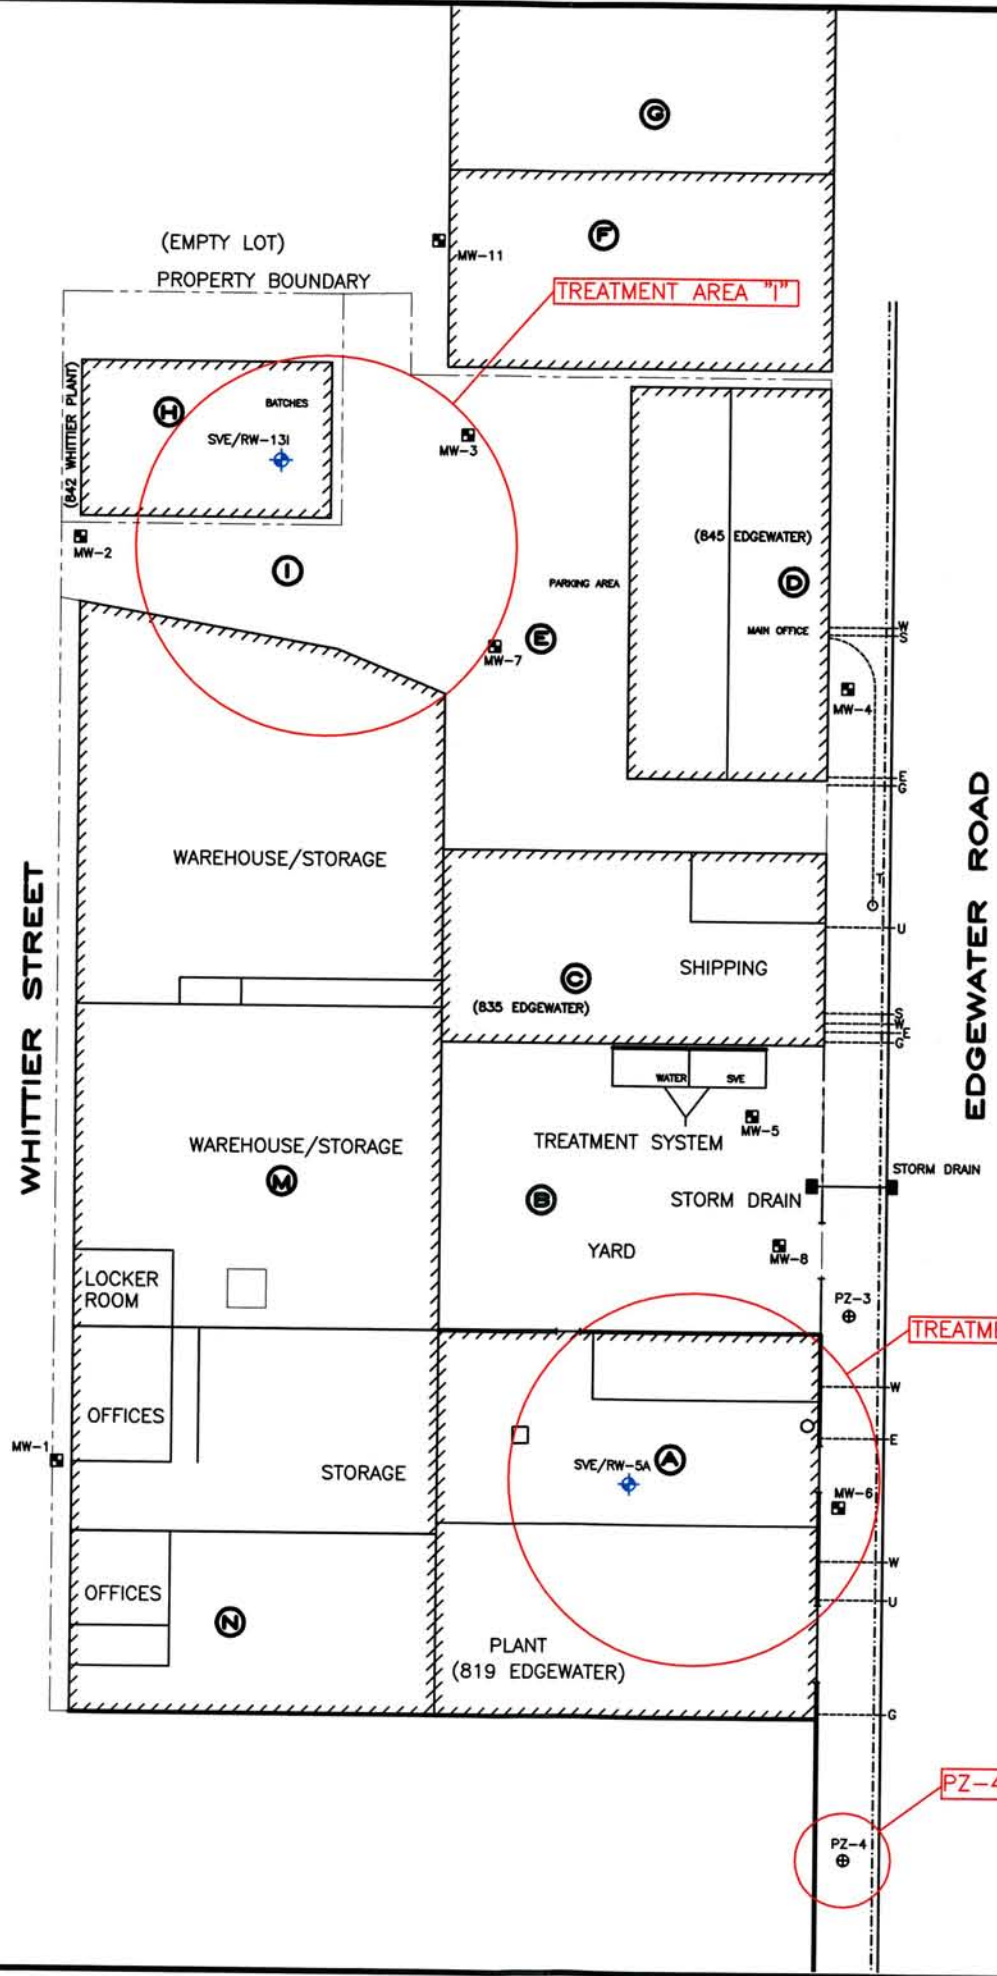 G
F
(EMPTY LOT)
MW-11
PROPERTY BOUNDARY
TREATMENT AREA "I"
(842 WHITTIER PLANT)
H
BATCHES
SVE/RW-13I
MW-3
MW-2
I
(845 EDGEWATER)
D
PARKING AREA
MAIN OFFICE
E
MW-7
W
S
MW-4
E
G
WAREHOUSE/STORAGE
T
U
SHIPPING
C
(835 EDGEWATER)
S
W
E
G
WHITTIER STREET
EDGEWATER ROAD
WATER
SVE
MW-5
TREATMENT SYSTEM
WAREHOUSE/STORAGE
M
B
STORM DRAIN
STORM DRAIN
YARD
MW-8
LOCKER
ROOM
PZ-3
TREATME
W
OFFICES
E
MW-1
STORAGE
SVE/RW-5A
A
MW-6
W
OFFICES
U
N
PLANT
(819 EDGEWATER)
G
PZ-4
PZ-4